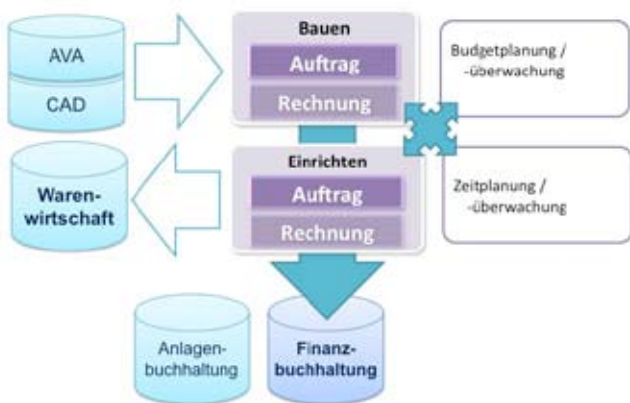 AVA
CAD
Bauen
Auftrag
Rechnung
Budgetplanung /
-überwachung
Waren-
wirtschaft
Einrichten
Auftrag
Rechnung
Zeitplanung /
-überwachung
Anlagen-
buchhaltung
Finanz-
buchhaltung